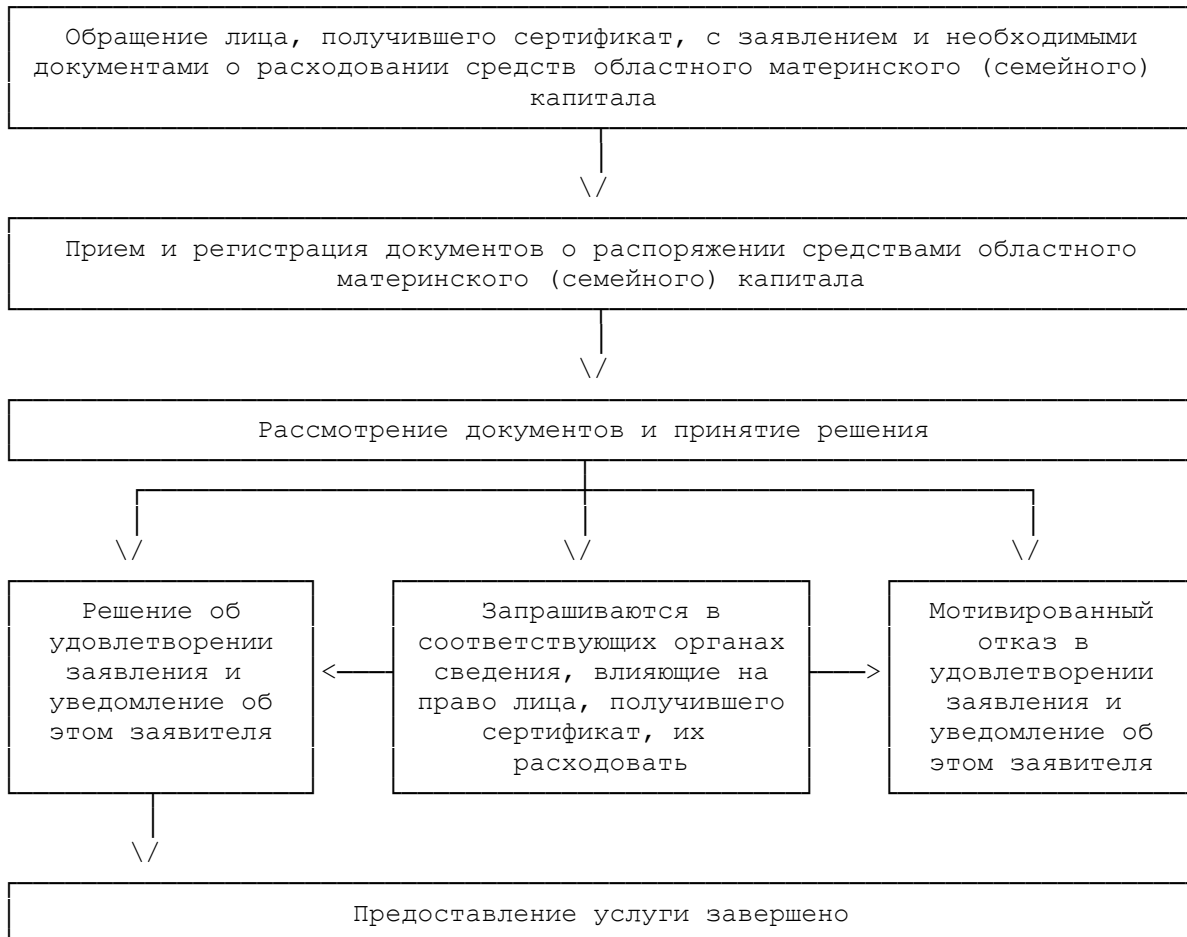 Обращение лица, получившего сертификат, с заявлением и необходимыми
документами о расходовании средств областного материнского (семейного)
капитала
Прием и регистрация документов о распоряжении средствами областного
материнского (семейного) капитала
Рассмотрение документов и принятие решения
Решение об
удовлетворении
заявления и
уведомление об
этом заявителя
Запрашиваются в
соответствующих органах
сведения, влияющие на
право лица, получившего
сертификат, их
расходовать
Мотивированный
отказ в
удовлетворении
заявления и
уведомление об
этом заявителя
Предоставление услуги завершено